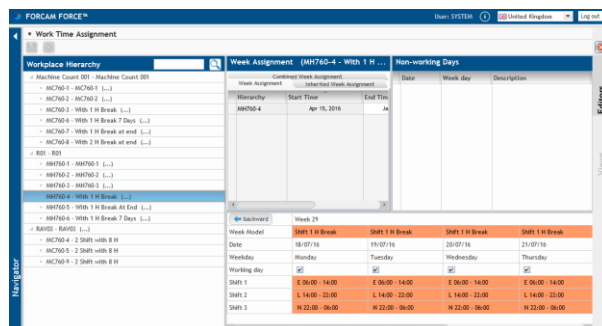 FORCAM FORCE™
User: SYSTEM
United Kingdom
Log out
Work Time Assignment
Workplace Hierarchy
Machine Count 001 - Machine Count 001
MC760-1 - MC760-1 (...)
MC760-2 - MC760-2 (...)
MC760-3 - With 1 H Break (...)
MC760-6 - With 1 H Break 7 Days (...)
MC760-7 - With 1 H Break at end (...)
MC760-8 - With 2 H Break at end (...)
R01 - R01
MH760-1 - MH760-1 (...)
MH760-2 - MH760-2 (...)
MH760-3 - MH760-3 (...)
MH760-4 - With 1 H Break (...)
MH760-5 - With 1 H Break At End (...)
MH760-6 - With 1 H Break 7 Days (...)
RAV03 - RAV03 (...)
MC760-4 - 2 Shift with 8 H
MC760-5 - 2 Shift with 8 H
MC760-9 - 2 Shift with 8 H
Week Assignment (MH760-4 - With 1 H ...
Combined Week Assignment
Week Assignment
Inherited Week Assignment
Hierarchy Start Time End Tim
MH760-4 Apr 15, 2016 Ja
Non-working Days
Date Week day Description
backward Week 29
Week Model Shift 1 H Break Shift 1 H Break Shift 1 H Break Shift 1 H Break
Date 18/07/16 19/07/16 20/07/16 21/07/16
Weekday Monday Tuesday Wednesday Thursday
Working day
Shift 1 E 06:00 - 14:00 E 06:00 - 14:00 E 06:00 - 14:00 E 06:00 - 14:00
Shift 2 L 14:00 - 22:00 L 14:00 - 22:00 L 14:00 - 22:00 L 14:00 - 22:00
Shift 3 N 22:00 - 06:00 N 22:00 - 06:00 N 22:00 - 06:00 N 22:00 - 06:00
Navigator
Editors
Views